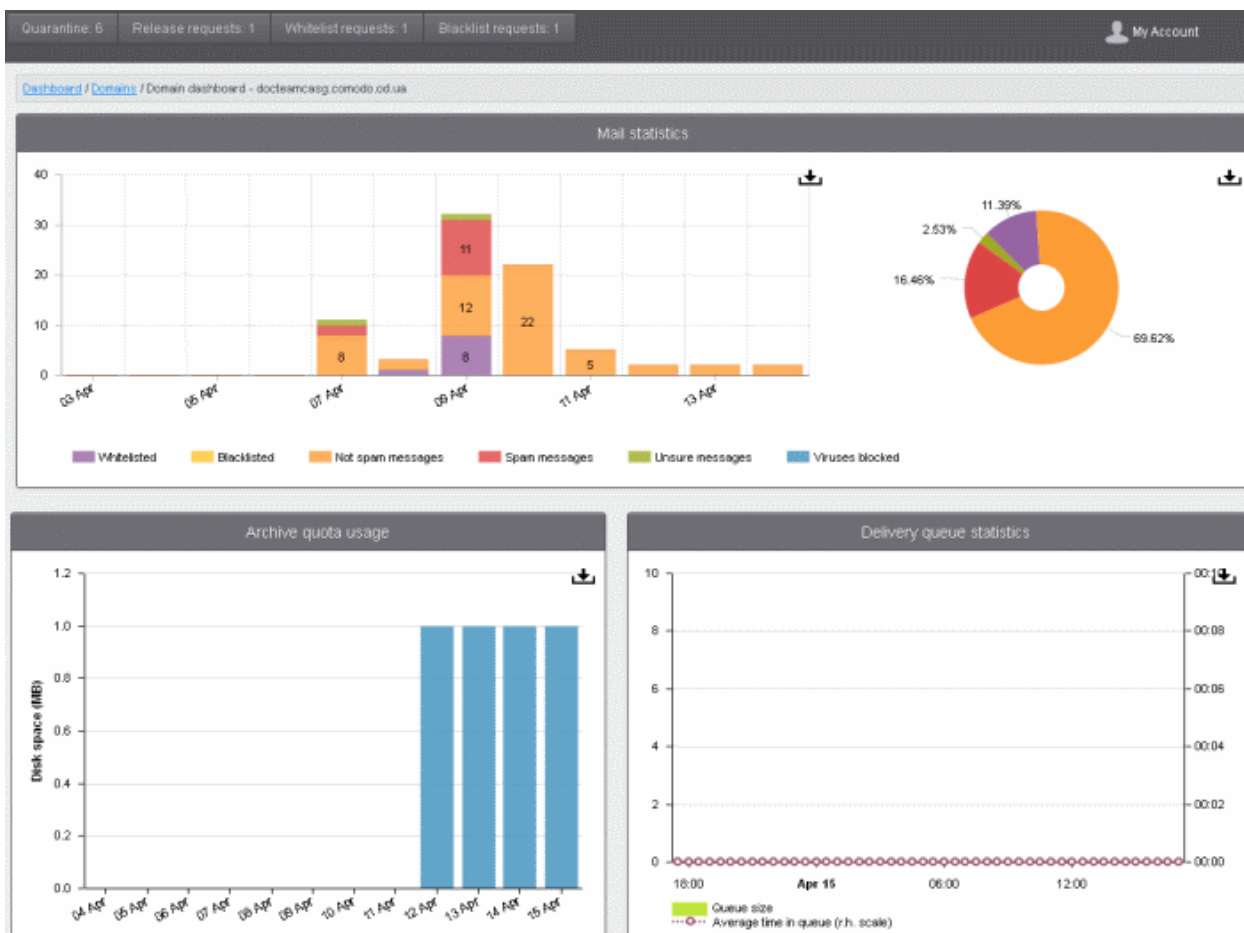 Quarantine: 6 Release requests: 1 Whitelist requests: 1 Blacklist requests: 1 My Account
Dashboard / Domains / Domain dashboard - docteamcasg.comodo.od.ua
Mail statistics
40
30
20
10
0
8
8
12
11
22
5
03 Apr 05 Apr 07 Apr 09 Apr 11 Apr 13 Apr
Whitelisted Blacklisted Not spam messages Spam messages Unsure messages Viruses blocked
11.39%
2.53%
16.46%
69.62%
Archive quota usage
1.2
1.0
0.8
0.6
0.4
0.2
0.0
Disk space (MB)
04 Apr 05 Apr 06 Apr 07 Apr 08 Apr 09 Apr 10 Apr 11 Apr 12 Apr 13 Apr 14 Apr 15 Apr
Delivery queue statistics
10
8 00:08
6 00:06
4 00:04
2 00:02
0 00:00
18:00 Apr 15 06:00 12:00
Queue size
Average time in queue (r.h. scale)